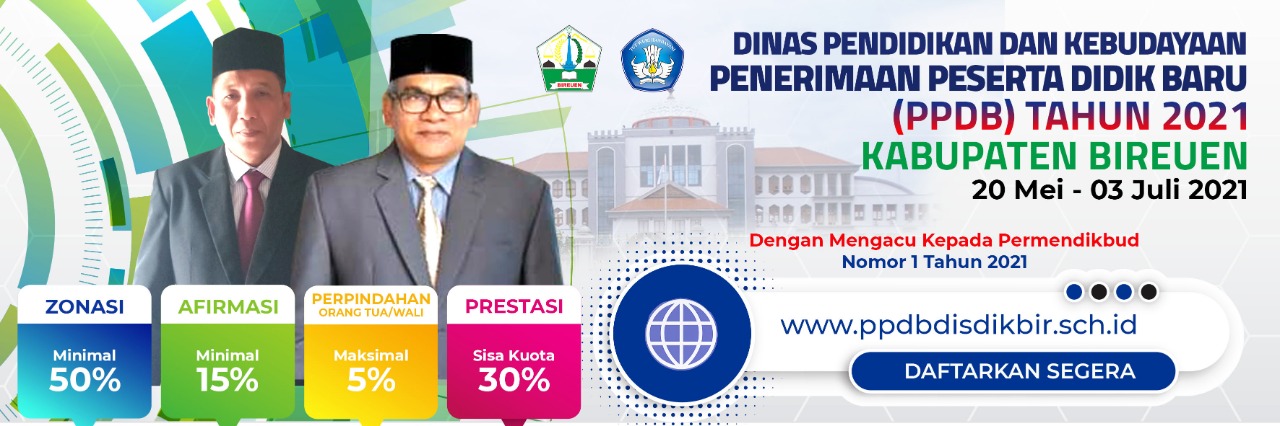 DINAS PENDIDIKAN DAN KEBUDAYAAN
PENERIMAAN PESERTA DIDIK BARU
(PPDB) TAHUN 2021
KABUPATEN BIREUEN
20 Mei - 03 Juli 2021
BIREUEN
Dengan Mengacu Kepada Permendikbud
Nomor 1 Tahun 2021
www.ppdbdisdikbir.sch.id
DAFTARKAN SEGERA
ZONASI
Minimal
50%
AFIRMASI
Minimal
15%
PERPINDAHAN
ORANG TUA/WALI
Maksimal
5%
PRESTASI
Sisa Kuota
30%